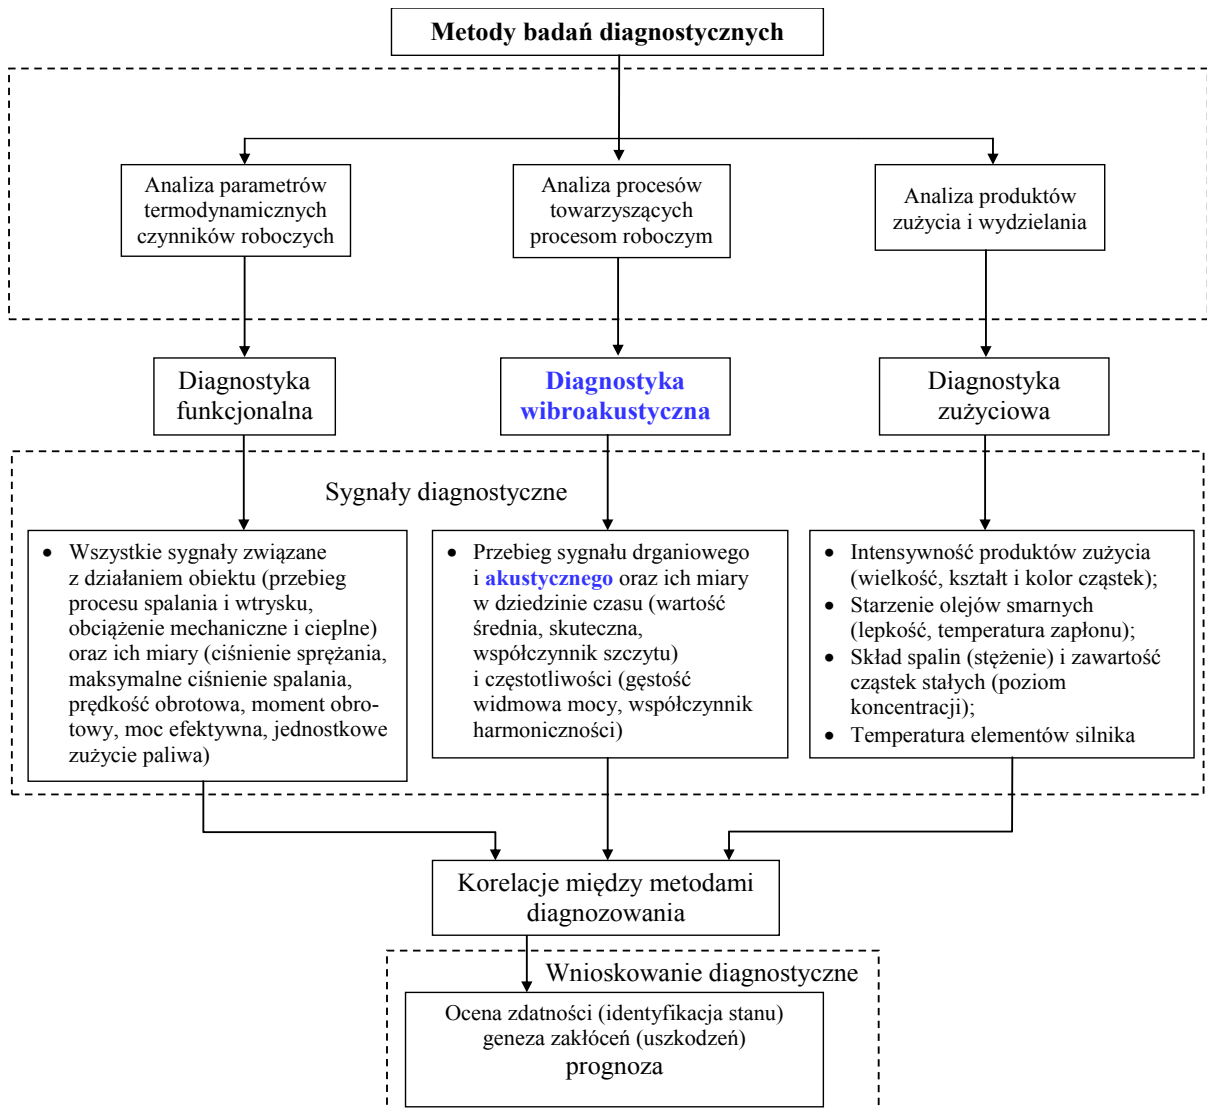 Metody badań diagnostycznych
Analiza parametrów
termodynamicznych
czynników roboczych
Analiza procesów
towarzyszących
procesom roboczym
Analiza produktów
zużycia i wydzielania
Diagnostyka
funkcjonalna
Diagnostyka
wibroakustyczna
Diagnostyka
zużyciowa
Sygnały diagnostyczne
• Wszystkie sygnały związane
z działaniem obiektu (przebieg
procesu spalania i wtrysku,
obciążenie mechaniczne i cieplne)
oraz ich miary (ciśnienie sprężania,
maksymalne ciśnienie spalania,
prędkość obrotowa, moment obro-
towy, moc efektywna, jednostkowe
zużycie paliwa)
• Przebieg sygnału drganiowego
i akustycznego oraz ich miary
w dziedzinie czasu (wartość
średnia, skuteczna,
współczynnik szczytu)
i częstotliwości (gęstość
widmowa mocy, współczynnik
harmoniczności)
• Intensywność produktów zużycia
(wielkość, kształt i kolor cząstek);
• Starzenie olejów smarnych
(lepkość, temperatura zapłonu);
• Skład spalin (stężenie) i zawartość
cząstek stałych (poziom
koncentracji);
• Temperatura elementów silnika
Korelacje między metodami
diagnozowania
Wnioskowanie diagnostyczne
Ocena zdatności (identyfikacja stanu)
geneza zakłóceń (uszkodzeń)
prognoza